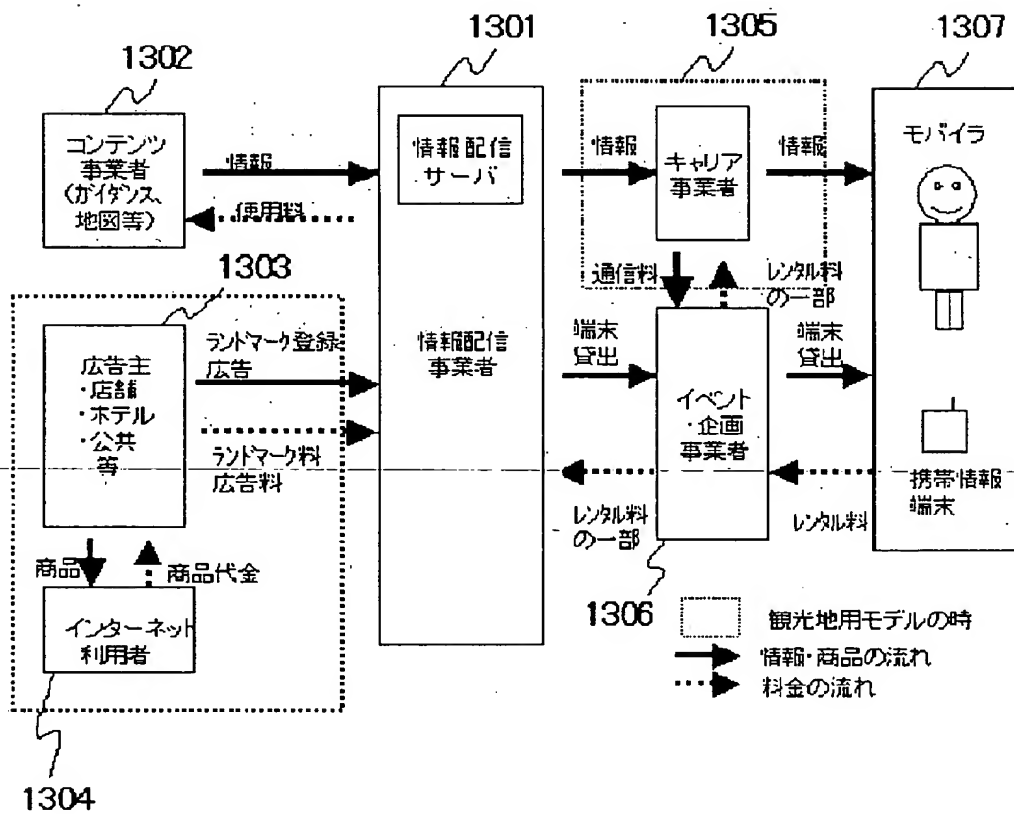 1302
1301
1305
1307
コンテンツ
事業者
(ガイダンス、
地図等)
情報
使用料
情報配信
サーバ
情報配信
事業者
情報
キャリア
事業者
情報
モバイラ
1303
広告主
・店舗
・ホテル
・公共
等
ランドマーク登録
広告
ランドマーク料
広告料
通信料
レンタル料
の一部
端末
貸出
イベント
・企画
事業者
端末
貸出
携帯情報
端末
レンタル料
の一部
レンタル料
商品
商品代金
インターネット
利用者
1304
1306
観光地用モデルの時
情報・商品の流れ
料金の流れ